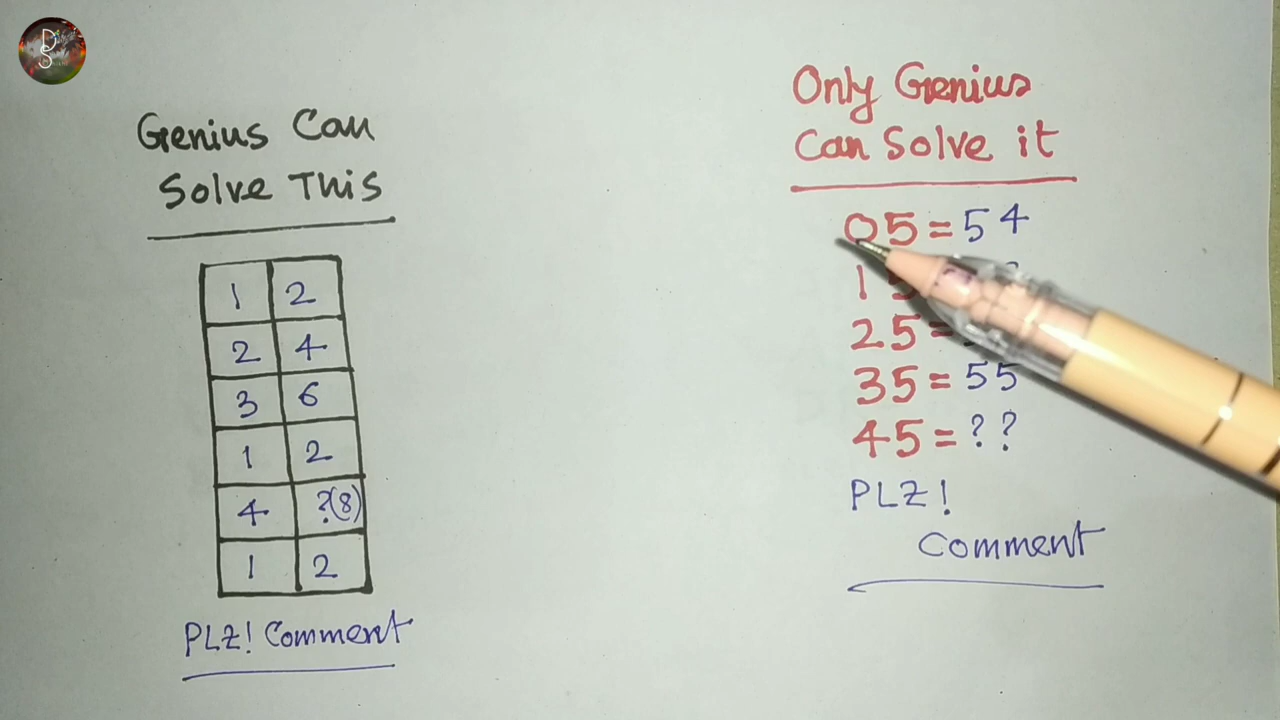 Genius Can
Solve This
1 2
2 4
3 6
1 2
4 ?(8)
1 2
PLZ! Comment
Only Genius
Can Solve it
05=54
15
25=
35=55
45=??
PLZ!
Comment